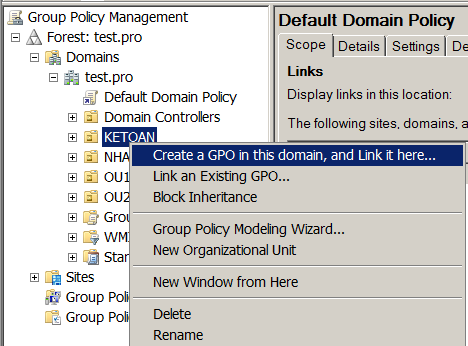 Group Policy Management
Forest: test.pro
Domains
test.pro
Default Domain Policy
Domain Controllers
KETOAN
NHA
OU1
OU2
Grou
WMI
Star
Sites
Group Poli
Group Poli
Default Domain Policy
Scope
Details
Settings
De
Links
Display links in this location:
The following sites, domains, a
Create a GPO in this domain, and Link it here...
Link an Existing GPO...
Block Inheritance
Group Policy Modeling Wizard...
New Organizational Unit
New Window from Here
Delete
Rename